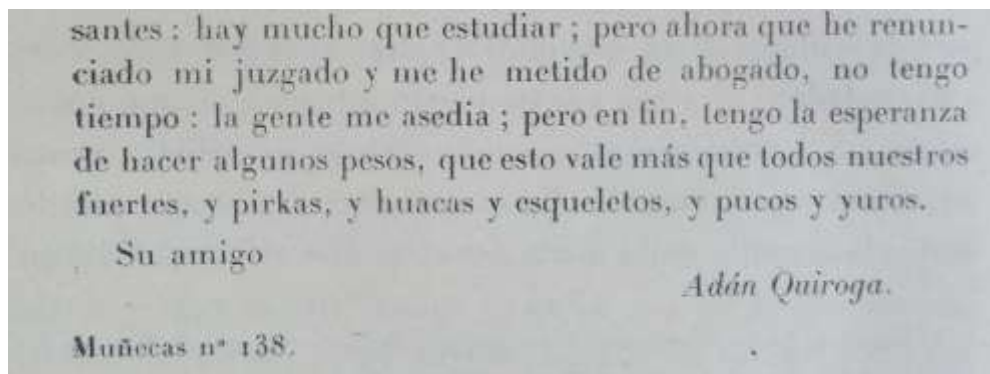 santes : hay mucho que estudiar ; pero ahora que he renun-
ciado mi juzgado y me he metido de abogado, no tengo
tiempo : la gente me asedia ; pero en fin, tengo la esperanza
de hacer algunos pesos, que esto vale más que todos nuestros
fuertes, y pirkas, y huacas y esqueletos, y pucos y yuros.
Su amigo
Adán Quiroga.
Muñecas nº 138.